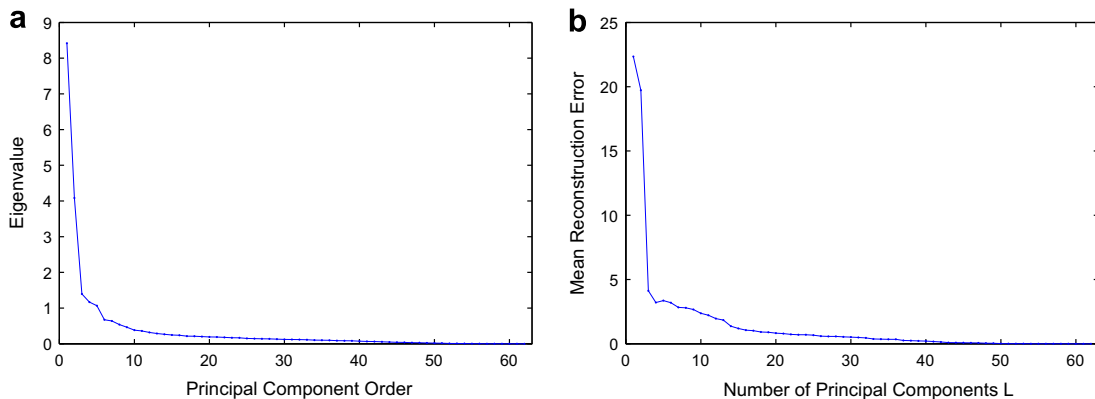 a
9
8
7
6
5
4
3
2
1
0
Eigenvalue
0 10 20 30 40 50 60
Principal Component Order
b
25
20
15
10
5
0
Mean Reconstruction Error
0 10 20 30 40 50 60
Number of Principal Components L